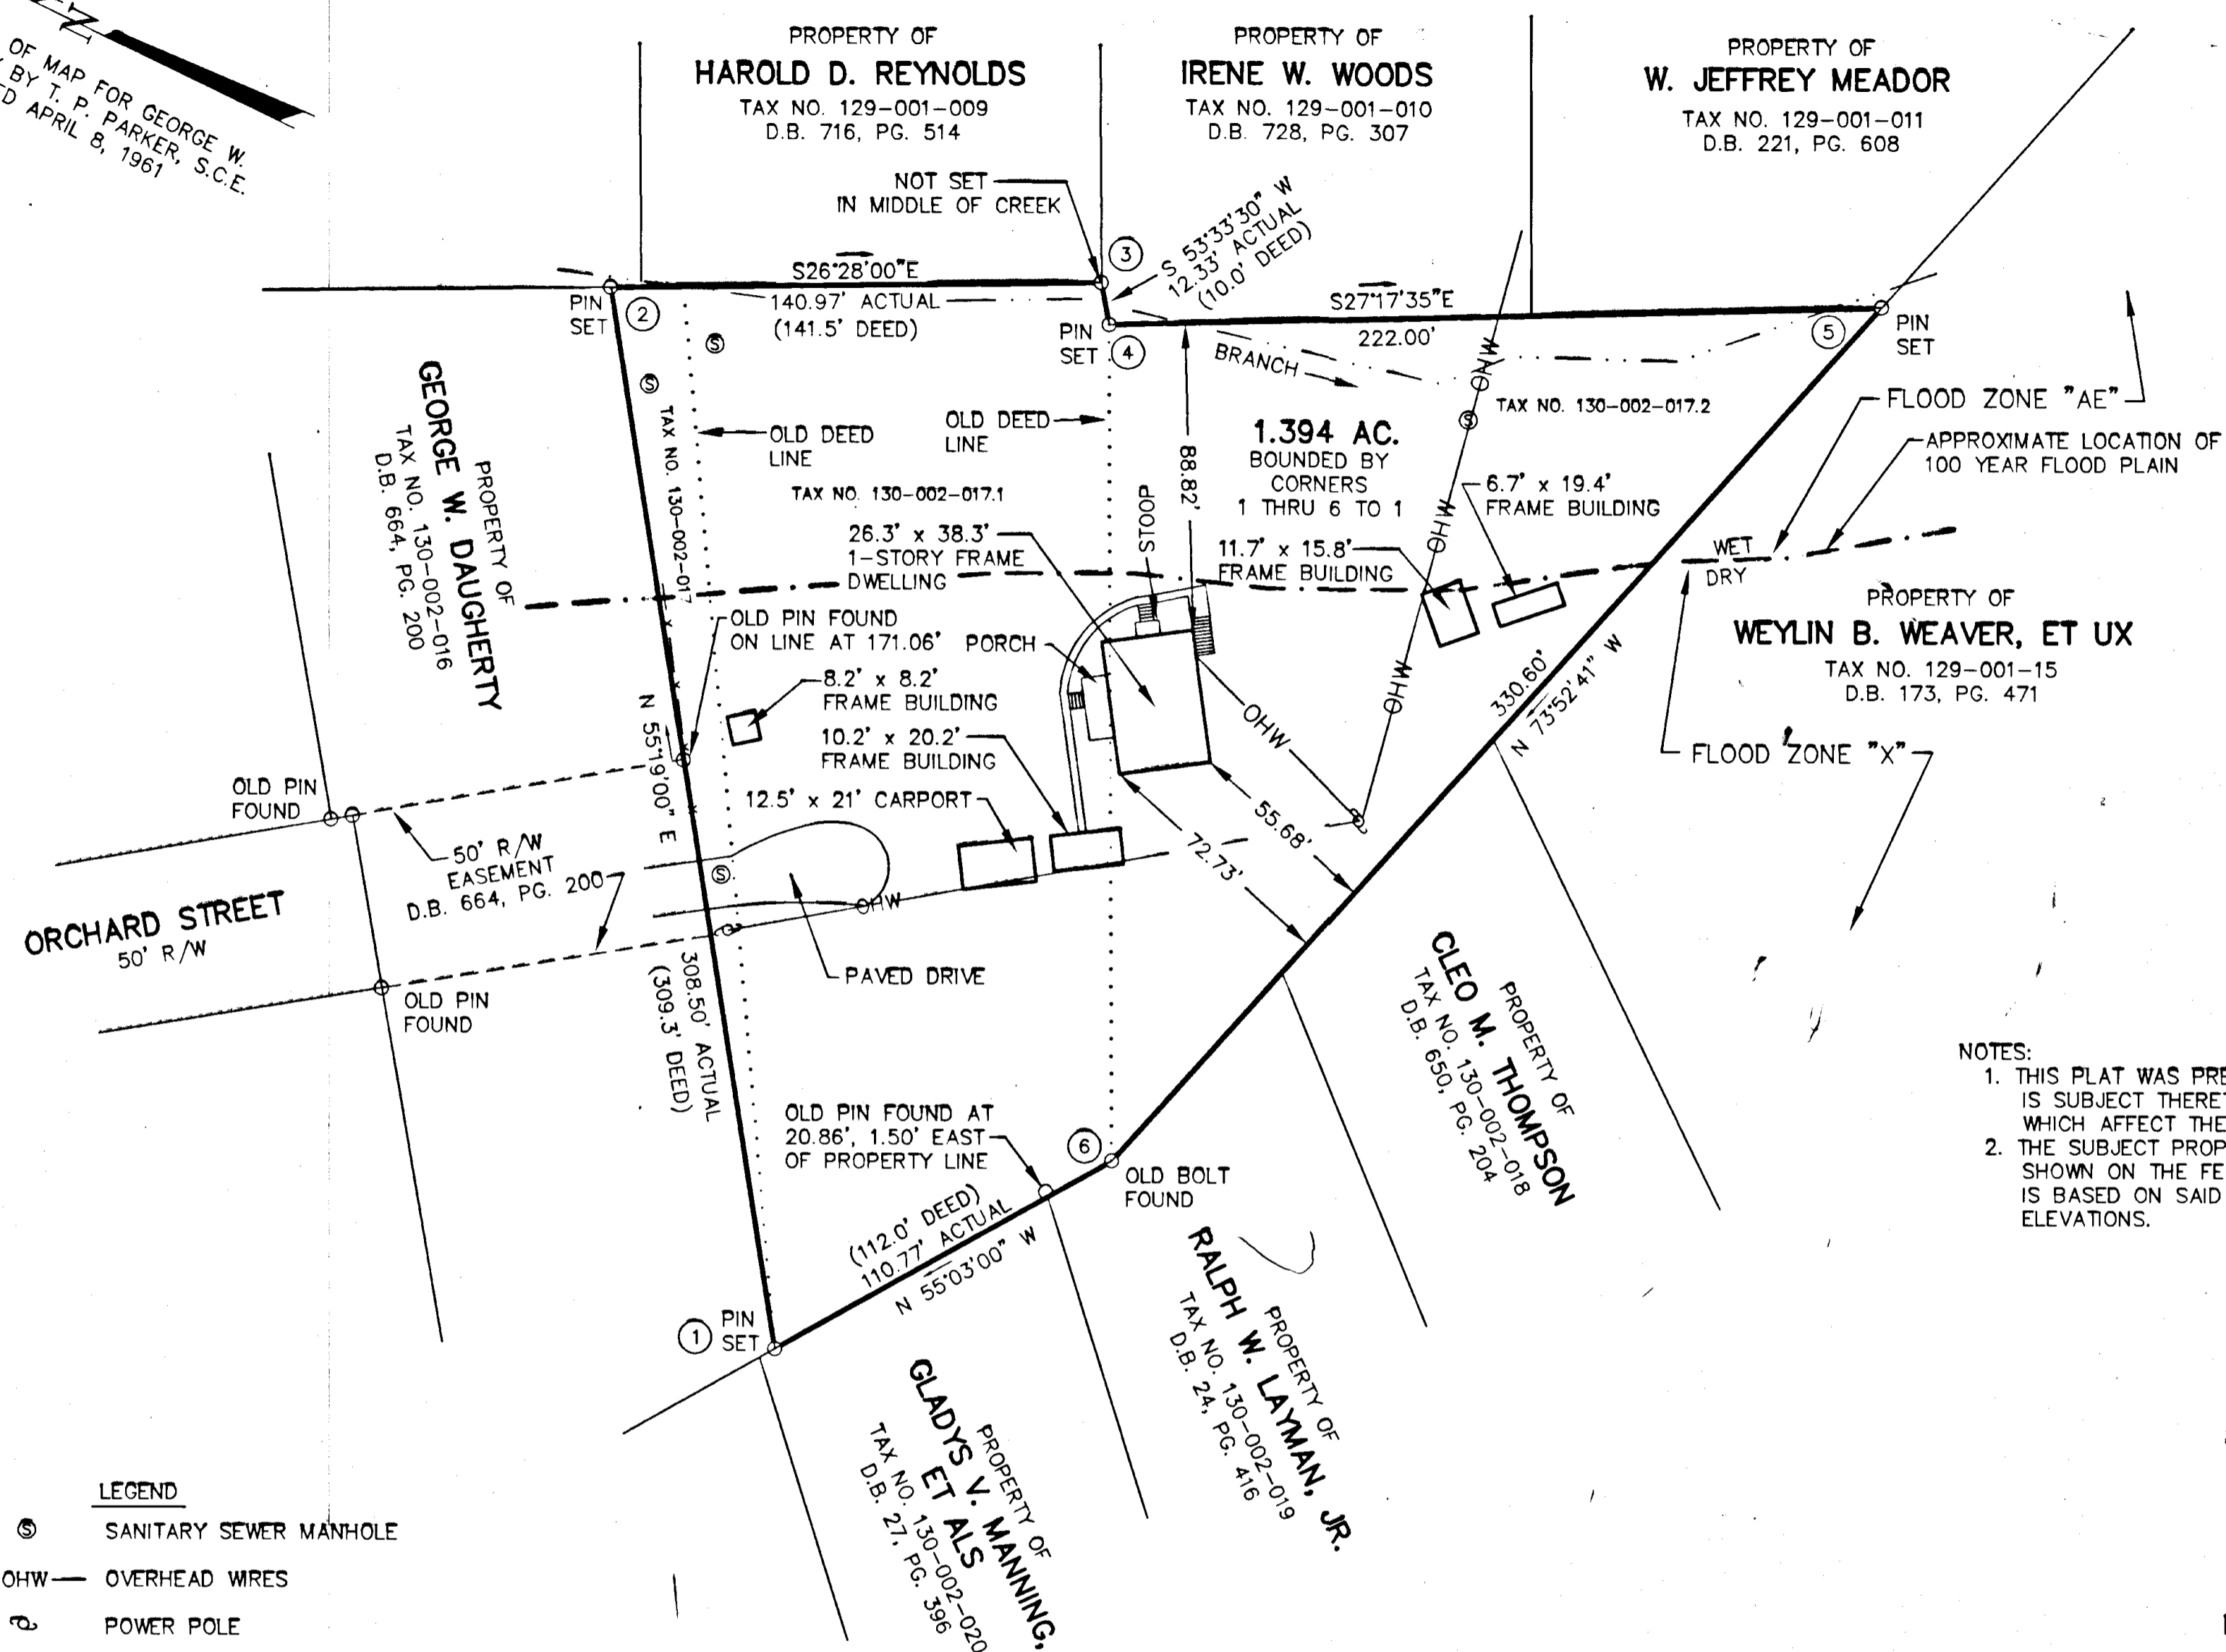 N
OF MAP FOR GEORGE W.
BY T. P. PARKER, S.C.E.
APRIL 8, 1961
PROPERTY OF
HAROLD D. REYNOLDS
TAX NO. 129-001-009
D.B. 716, PG. 514
PROPERTY OF
IRENE W. WOODS
TAX NO. 129-001-010
D.B. 728, PG. 307
PROPERTY OF
W. JEFFREY MEADOR
TAX NO. 129-001-011
D.B. 221, PG. 608
NOT SET
IN MIDDLE OF CREEK
3
S 53°33'30" W
12.33' ACTUAL
(10.0' DEED)
S26°28'00"E
140.97' ACTUAL
(141.5' DEED)
PIN
SET
2
PIN
SET
4
S27°17'35"E
222.00'
5
PIN
SET
BRANCH
OHW
FLOOD ZONE "AE"
APPROXIMATE LOCATION OF
100 YEAR FLOOD PLAIN
S
S
S
TAX NO. 130-002-017.2
PROPERTY OF
GEORGE W. DAUGHERTY
TAX NO. 130-002-016
D.B. 664, PG. 200
TAX NO. 130-002-017
OLD DEED
LINE
OLD DEED
LINE
TAX NO. 130-002-017.1
88.82'
1.394 AC.
BOUNDED BY
CORNERS
1 THRU 6 TO 1
STOOP
26.3' x 38.3'
1-STORY FRAME
DWELLING
11.7' x 15.8'
FRAME BUILDING
OHW
6.7' x 19.4'
FRAME BUILDING
WET
DRY
PROPERTY OF
WEYLIN B. WEAVER, ET UX
TAX NO. 129-001-15
D.B. 173, PG. 471
OLD PIN FOUND
ON LINE AT 171.06'
PORCH
8.2' x 8.2'
FRAME BUILDING
10.2' x 20.2'
FRAME BUILDING
12.5' x 21' CARPORT
OHW
OHW
330.60'
N 73°52'41" W
FLOOD ZONE "X"
N 55°19'00" E
308.50' ACTUAL
(309.3' DEED)
OLD PIN
FOUND
50' R/W
EASEMENT
D.B. 664, PG. 200
ORCHARD STREET
50' R/W
OLD PIN
FOUND
S
OHW
PAVED DRIVE
55.68'
72.73'
PROPERTY OF
CLEO M. THOMPSON
TAX NO. 130-002-018
D.B. 650, PG. 204
NOTES:
1. THIS PLAT WAS PRE
IS SUBJECT THERE
WHICH AFFECT THE
2. THE SUBJECT PROP
SHOWN ON THE FE
IS BASED ON SAID
ELEVATIONS.
OLD PIN FOUND AT
20.86', 1.50' EAST
OF PROPERTY LINE
6
OLD BOLT
FOUND
(112.0' DEED)
110.77' ACTUAL
N 55°03'00" W
1
PIN
SET
PROPERTY OF
RALPH W. LAYMAN, JR.
TAX NO. 130-002-019
D.B. 24, PG. 416
PROPERTY OF
GLADYS V. MANNING,
ET ALS
TAX NO. 130-002-020
D.B. 27, PG. 396
LEGEND
S SANITARY SEWER MANHOLE
OHW OVERHEAD WIRES
POWER POLE